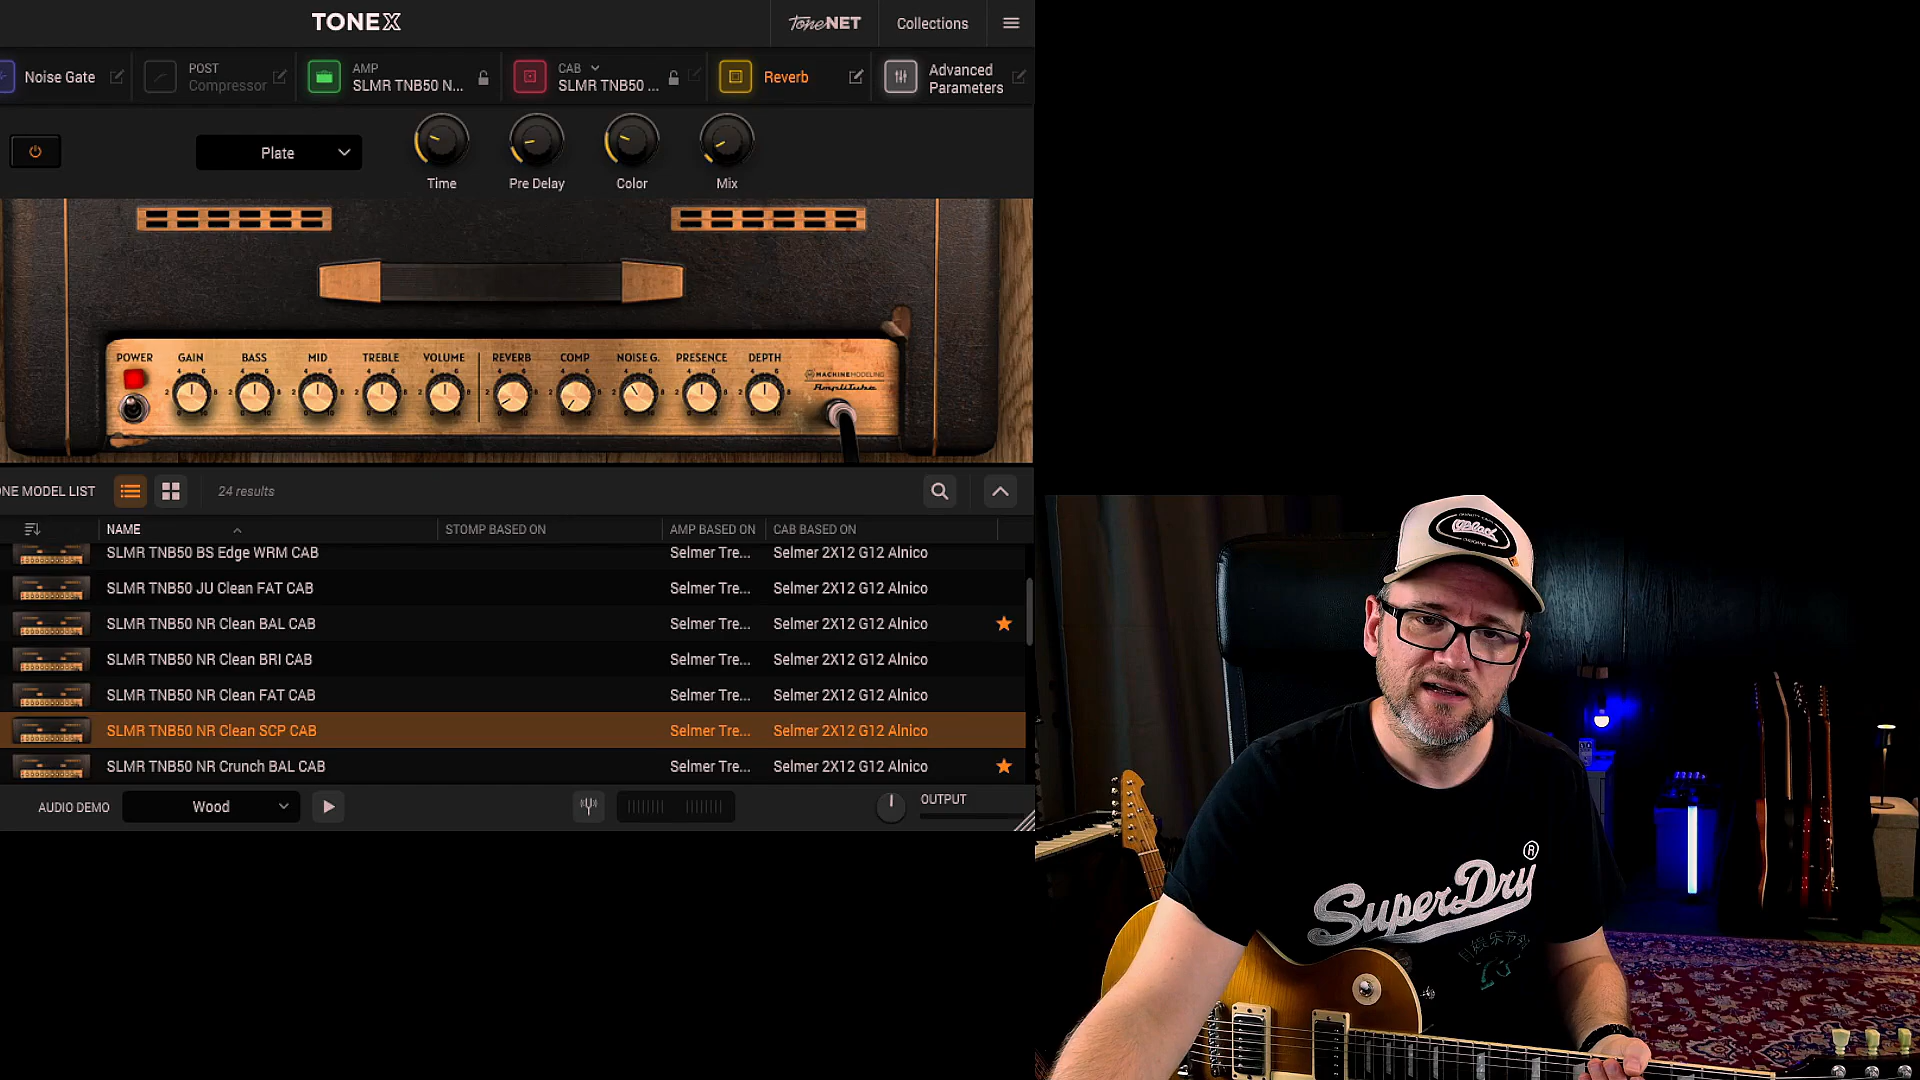 TONEX
ToneNET
Collections
Noise Gate
POST
Compressor
AMP
SLMR TNB50 N...
CAB
SLMR TNB50 ...
Reverb
Advanced
Parameters
Plate
Time
Pre Delay
Color
Mix
POWER
GAIN
BASS
MID
TREBLE
VOLUME
REVERB
COMP
NOISE G.
PRESENCE
DEPTH
MACHINE MODELING
AmpliTube
NE MODEL LIST
24 results
NAME
STOMP BASED ON
AMP BASED ON
CAB BASED ON
SLMR TNB50 BS Edge WRM CAB Selmer Tre... Selmer 2X12 G12 Alnico
SLMR TNB50 JU Clean FAT CAB Selmer Tre... Selmer 2X12 G12 Alnico
SLMR TNB50 NR Clean BAL CAB Selmer Tre... Selmer 2X12 G12 Alnico
SLMR TNB50 NR Clean BRI CAB Selmer Tre... Selmer 2X12 G12 Alnico
SLMR TNB50 NR Clean FAT CAB Selmer Tre... Selmer 2X12 G12 Alnico
SLMR TNB50 NR Clean SCP CAB Selmer Tre... Selmer 2X12 G12 Alnico
SLMR TNB50 NR Crunch BAL CAB Selmer Tre... Selmer 2X12 G12 Alnico
AUDIO DEMO
Wood
OUTPUT
SuperDry®